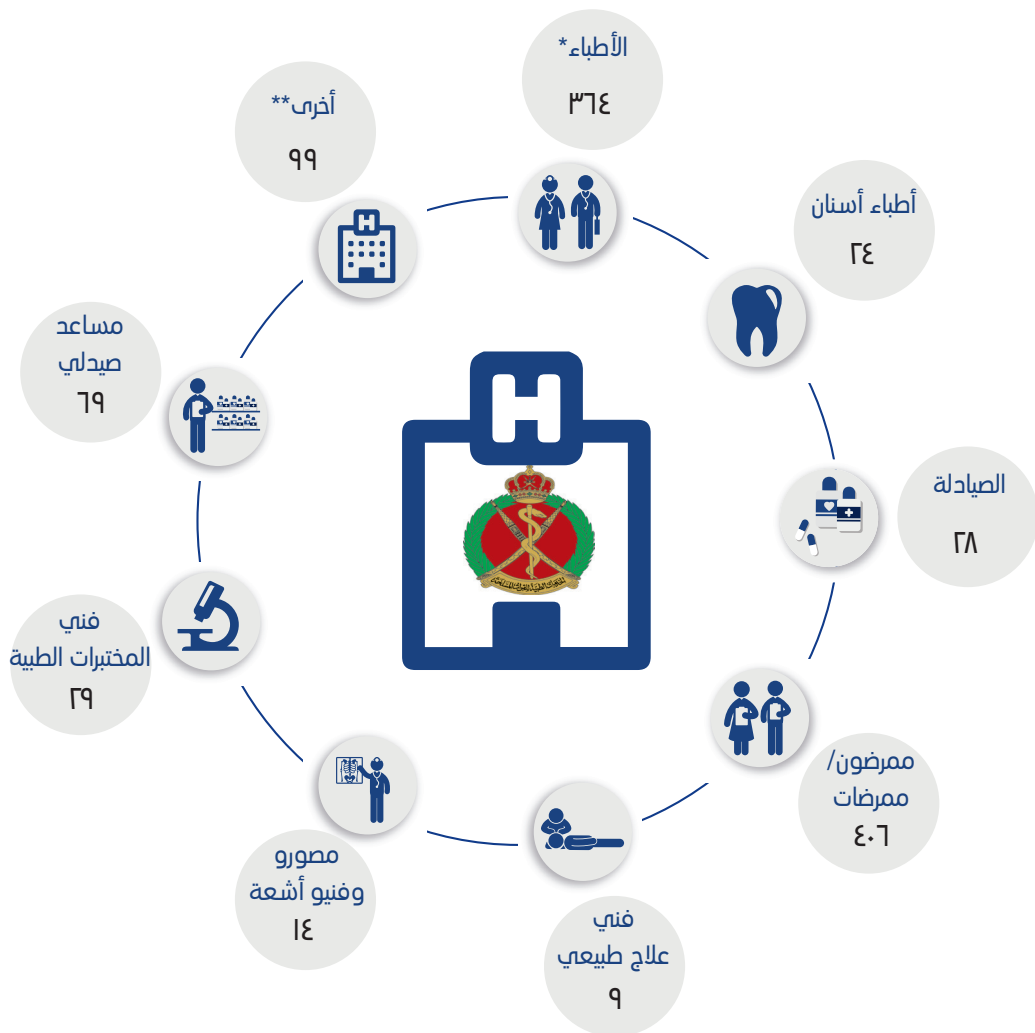 الأطباء*
٣٦٤
أطباء أسنان
٢٤
الصيادلة
٢٨
ممرضون/
ممرضات
٤٠٦
فني
علاج طبيعي
٩
مصورو
وفنيو أشعة
١٤
فني
المختبرات الطبية
٢٩
مساعد
صيدلي
٦٩
أخرى**
٩٩
H
H